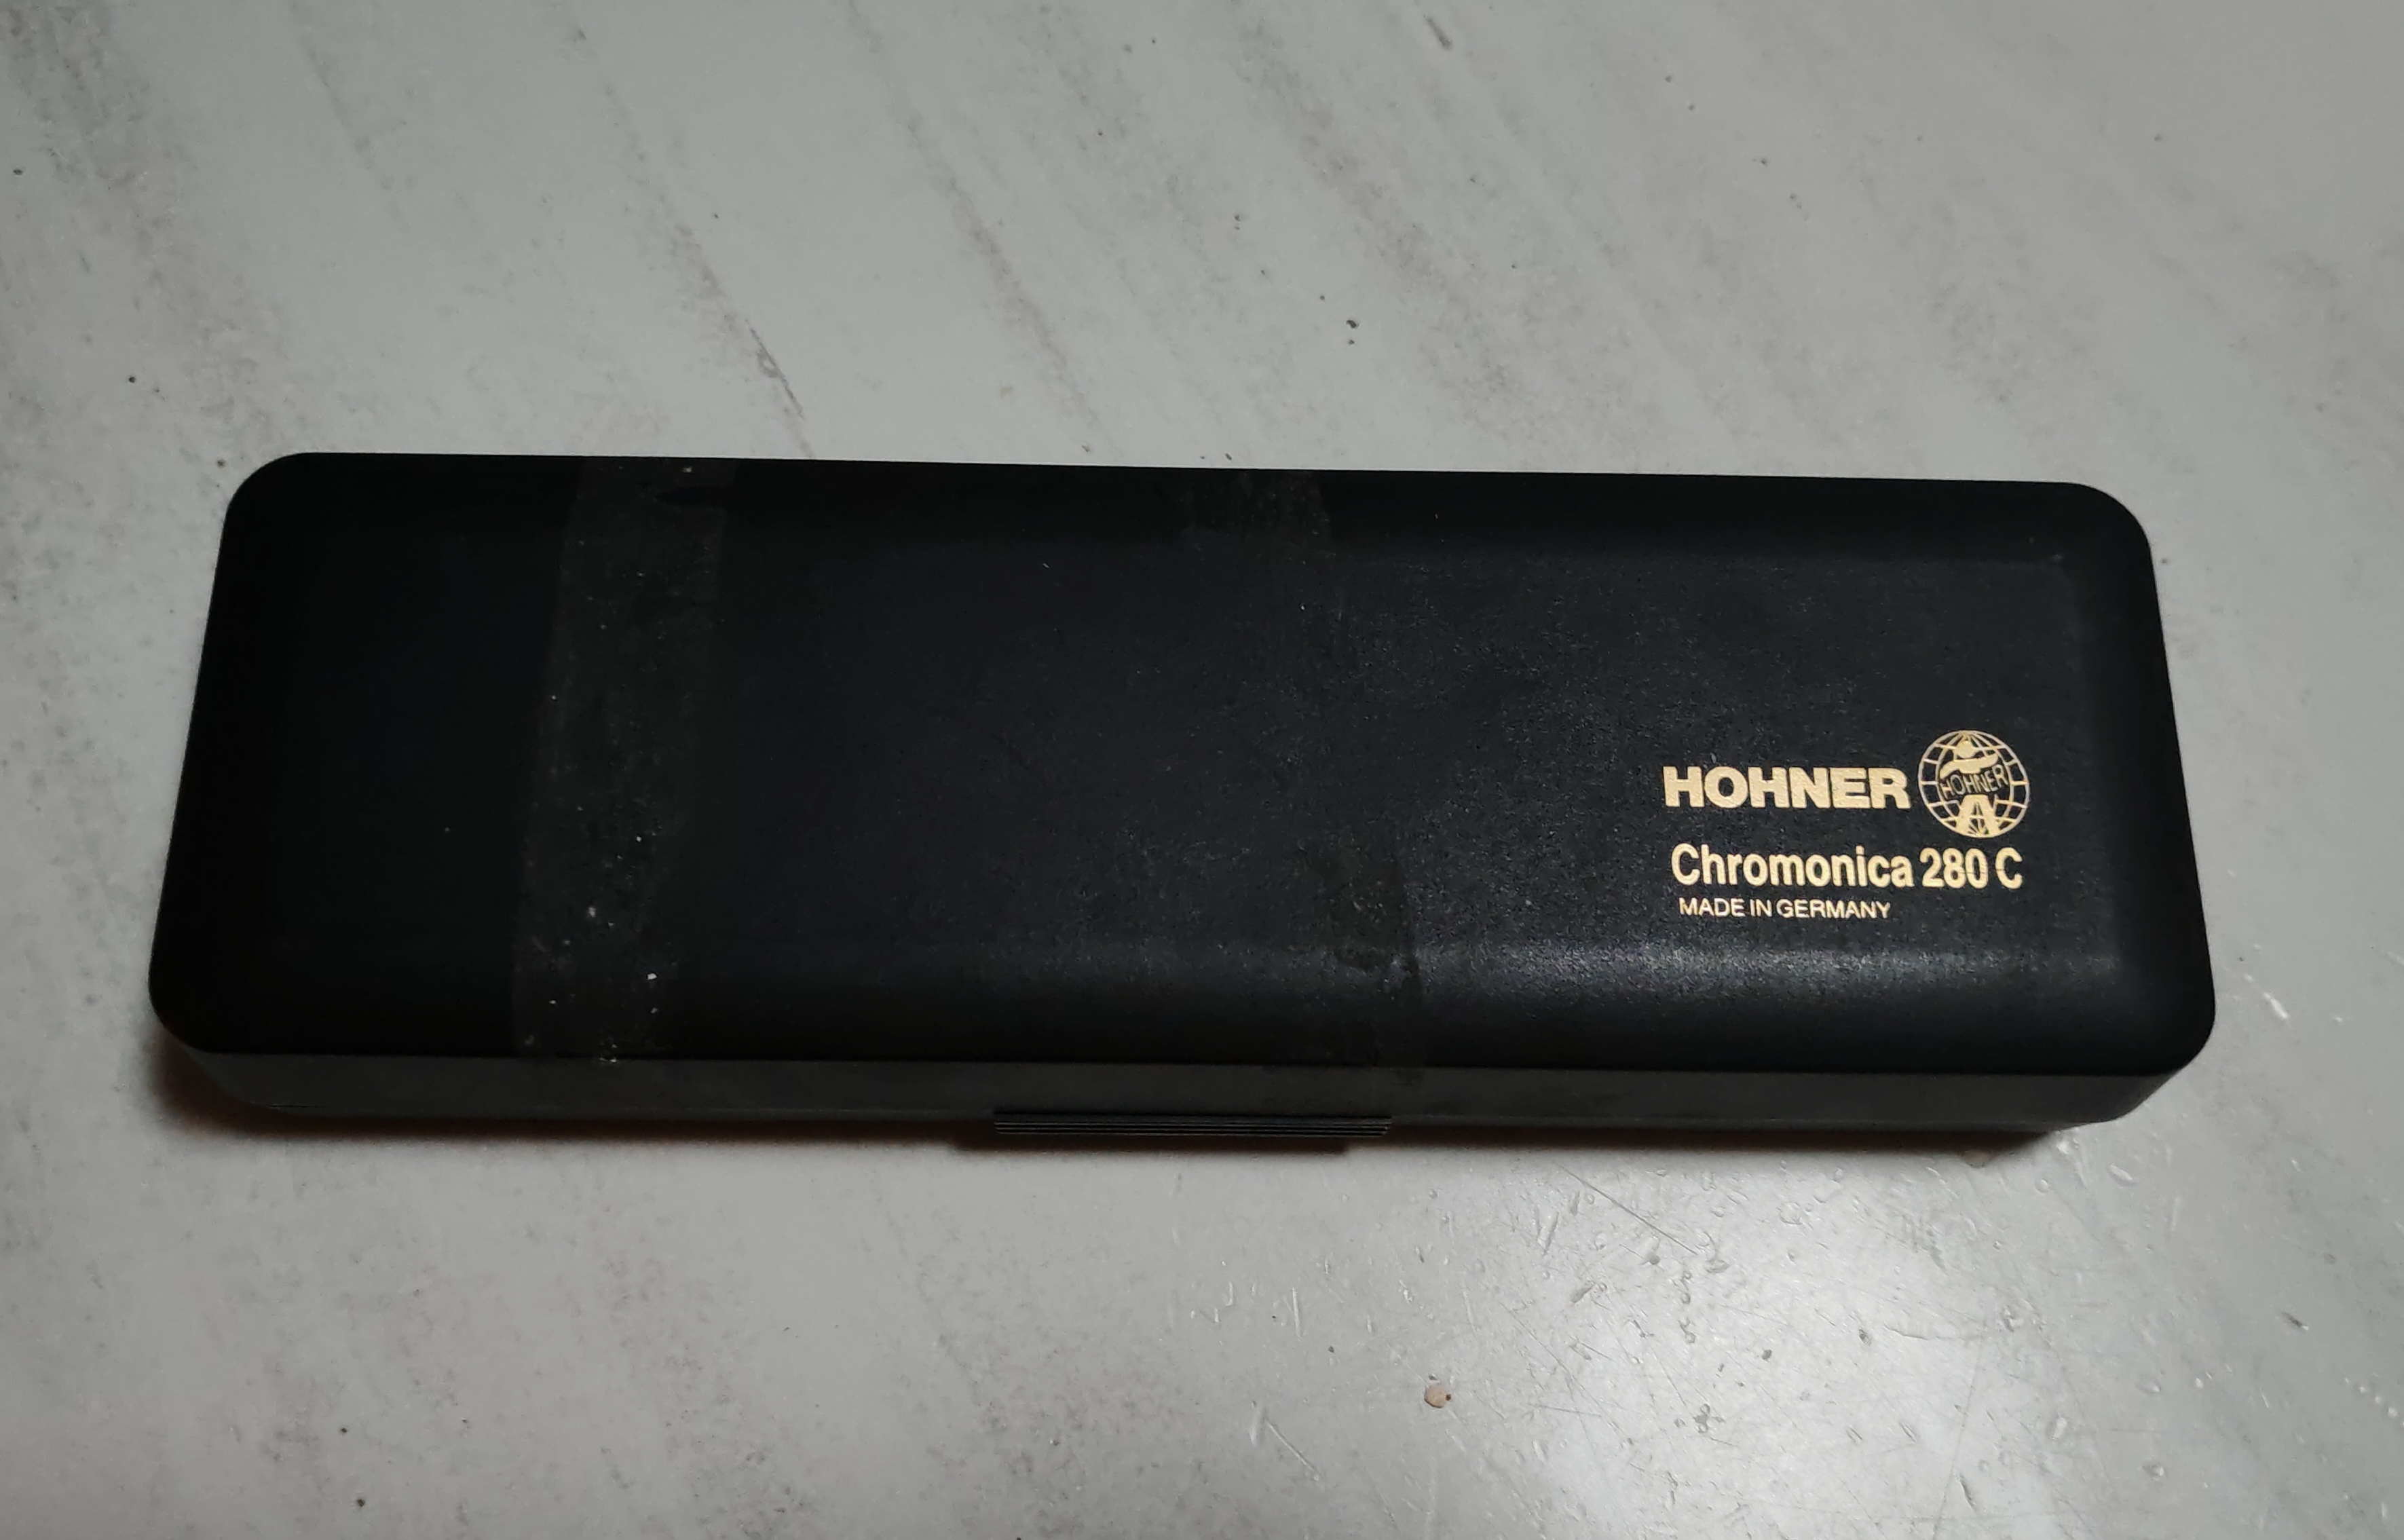 HOHNER HOHNER
Chromonica 280 C
MADE IN GERMANY